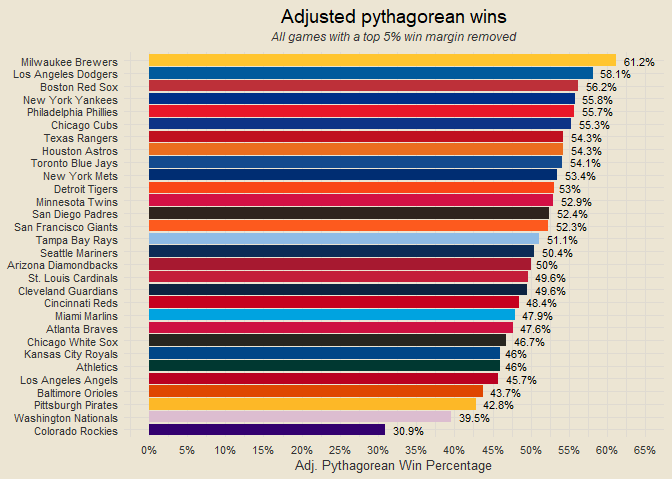 Adjusted pythagorean wins
All games with a top 5% win margin removed
Milwaukee Brewers 61.2%
Los Angeles Dodgers 58.1%
Boston Red Sox 56.2%
New York Yankees 55.8%
Philadelphia Phillies 55.7%
Chicago Cubs 55.3%
Texas Rangers 54.3%
Houston Astros 54.3%
Toronto Blue Jays 54.1%
New York Mets 53.4%
Detroit Tigers 53%
Minnesota Twins 52.9%
San Diego Padres 52.4%
San Francisco Giants 52.3%
Tampa Bay Rays 51.1%
Seattle Mariners 50.4%
Arizona Diamondbacks 50%
St. Louis Cardinals 49.6%
Cleveland Guardians 49.6%
Cincinnati Reds 48.4%
Miami Marlins 47.9%
Atlanta Braves 47.6%
Chicago White Sox 46.7%
Kansas City Royals 46%
Athletics 46%
Los Angeles Angels 45.7%
Baltimore Orioles 43.7%
Pittsburgh Pirates 42.8%
Washington Nationals 39.5%
Colorado Rockies 30.9%
0% 5% 10% 15% 20% 25% 30% 35% 40% 45% 50% 55% 60% 65%
Adj. Pythagorean Win Percentage